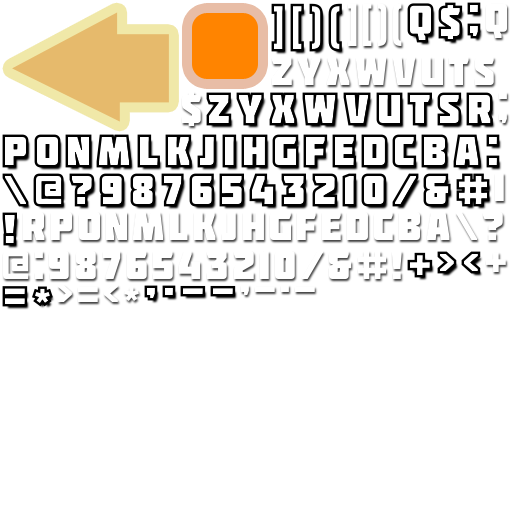 ][)(][)(Q$;Q
ZYXWVUTS
$ZYXWVUTSR;
PONMLKJIHGFEDCBA:
\@?9876543210/&#|
!RPONMLKJIHGFEDCBA\?
@:9876543210/&#!+><+
=*>=<*':--'-:-